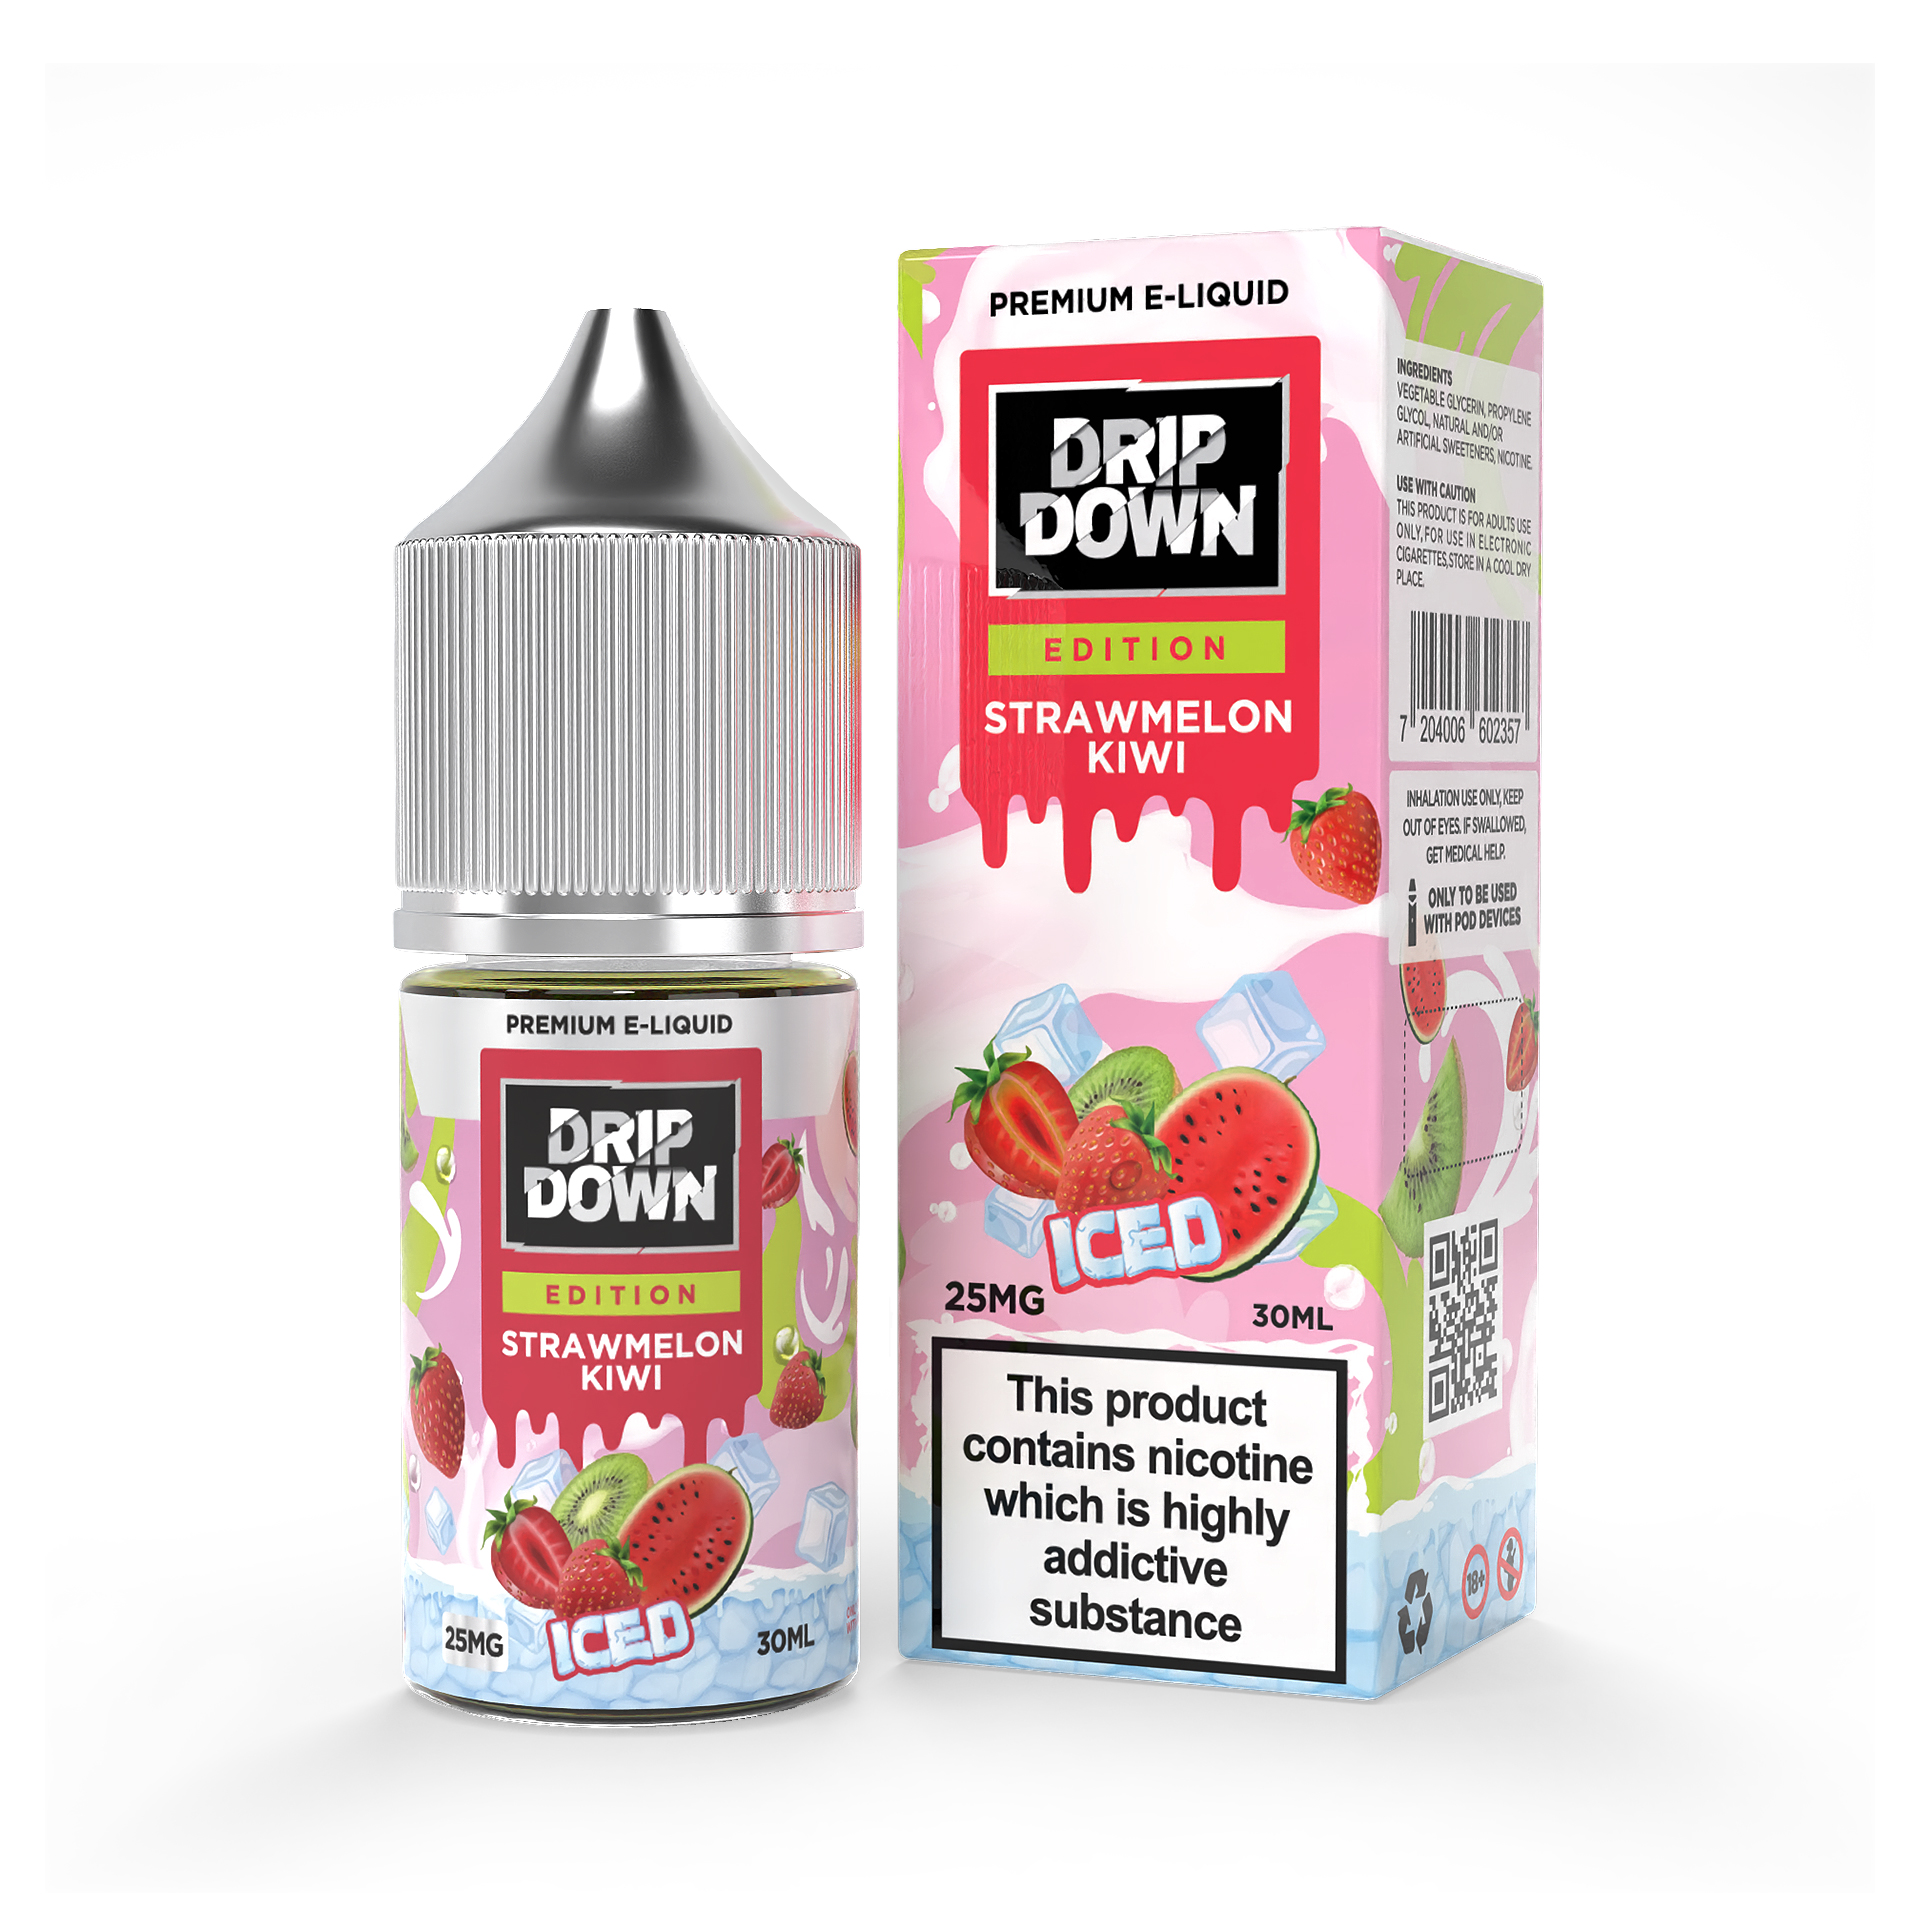 PREMIUM E-LIQUID
DRIP
DOWN
EDITION
STRAWMELON
KIWI
ICED
25MG
30ML
PREMIUM E-LIQUID
DRIP
DOWN
EDITION
STRAWMELON
KIWI
ICED
25MG
30ML
This product
contains nicotine
which is highly
addictive
substance
INGREDIENTS
VEGETABLE GLYCERIN, PROPYLENE
GLYCOL, NATURAL AND/OR
ARTIFICIAL SWEETENERS, NICOTINE.
USE WITH CAUTION
THIS PRODUCT IS FOR ADULTS USE
ONLY, FOR USE IN ELECTRONIC
CIGARETTES,STORE IN A COOL DRY
PLACE.
7 204006 602357
INHALATION USE ONLY, KEEP
OUT OF EYES. IF SWALLOWED,
GET MEDICAL HELP.
ONLY TO BE USED
WITH POD DEVICES
18+